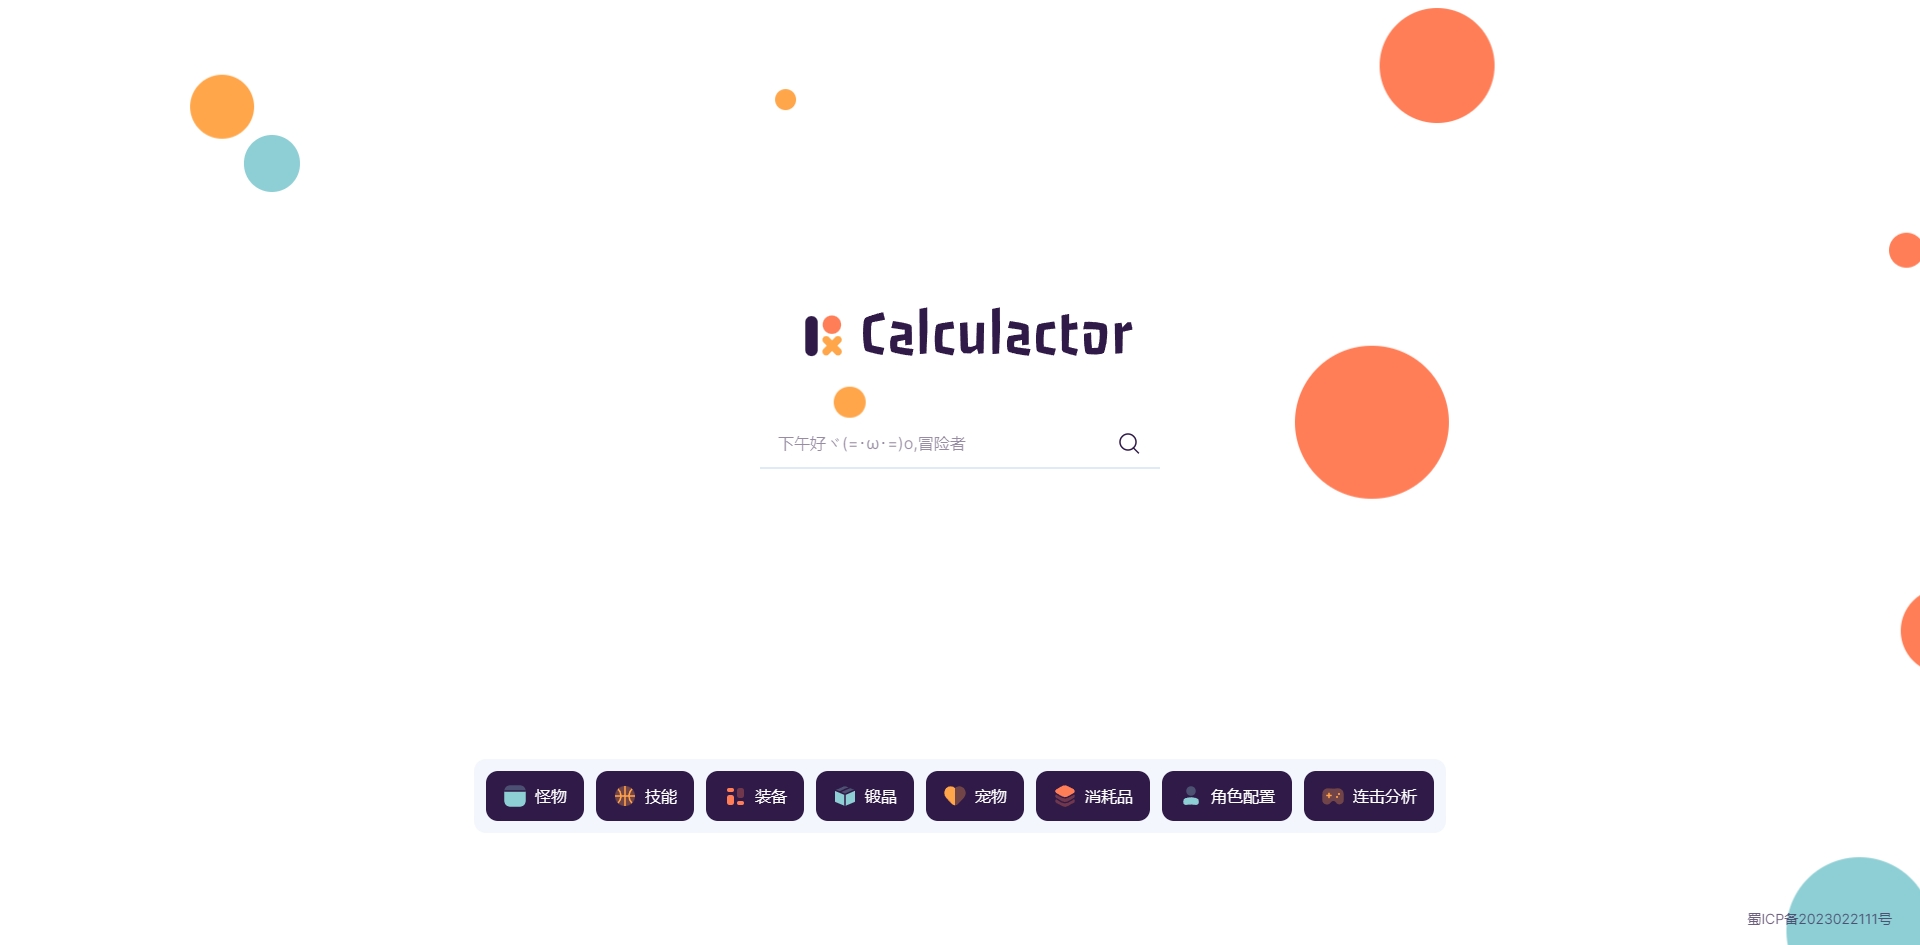 Calculactor
下午好ヾ(=･ω･=)o,冒险者
怪物 技能 装备 锻晶 宠物 消耗品 角色配置 连击分析
蜀ICP备2023022111号